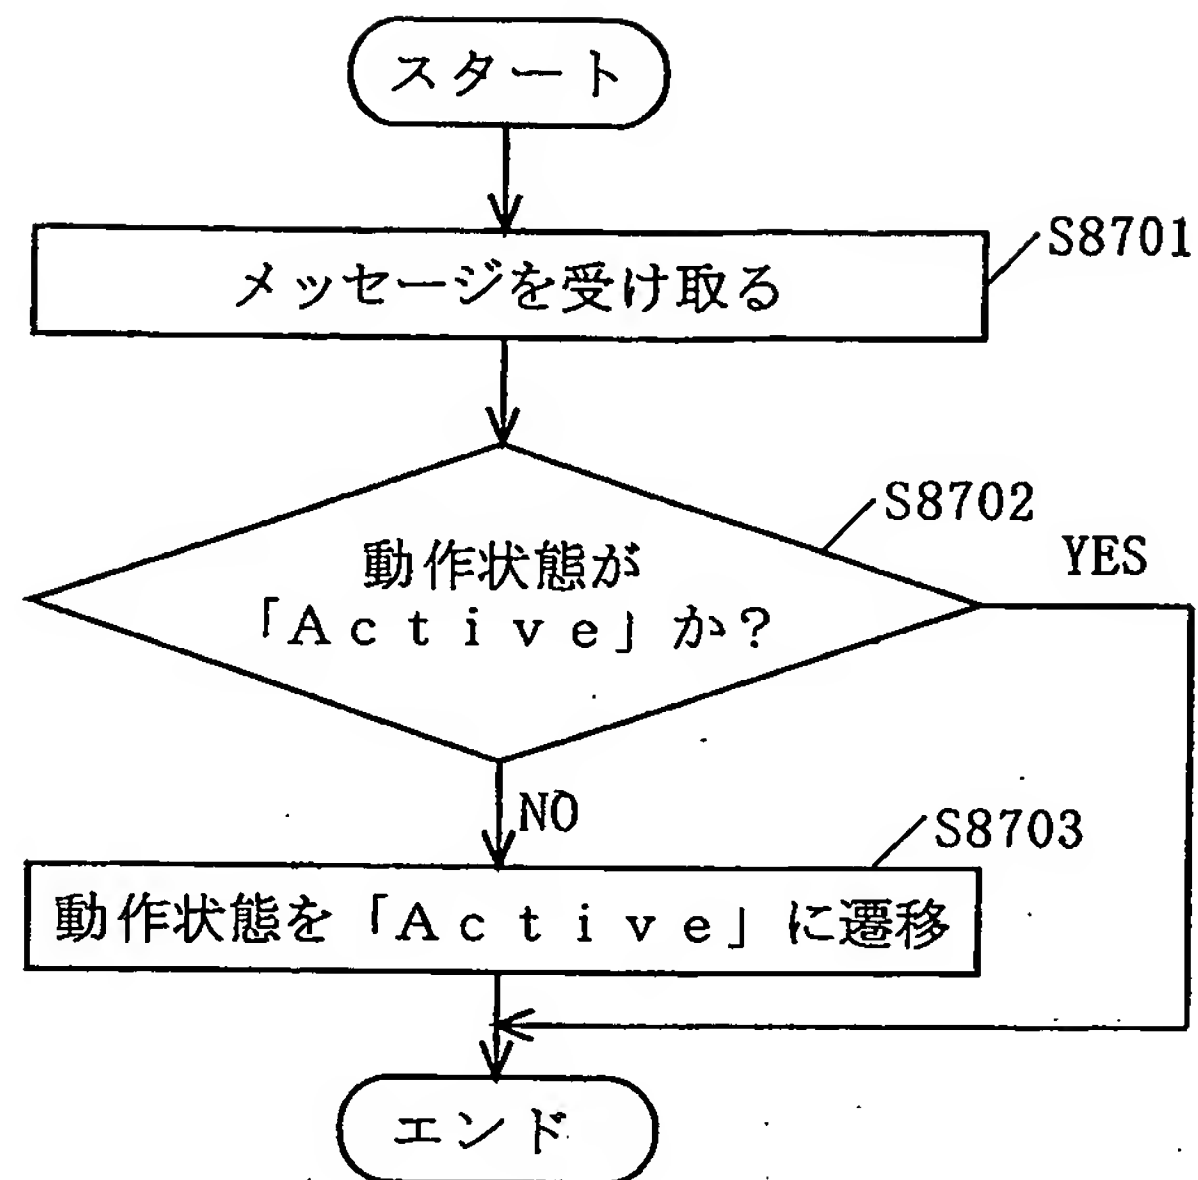 スタート
S8701
メッセージを受け取る
S8702
YES
動作状態が
「Active」か?
NO
S8703
動作状態を「Active」に遷移
エンド